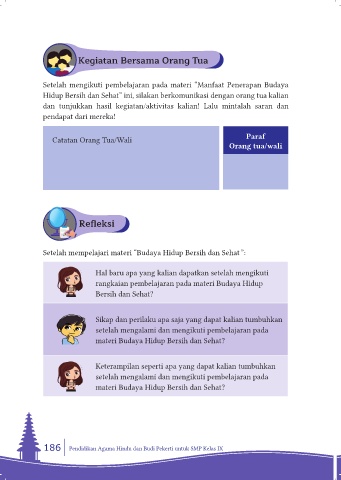 Kegiatan Bersama Orang Tua
Setelah mengikuti pembelajaran pada materi "Manfaat Penerapan Budaya
Hidup Bersih dan Sehat" ini, silakan berkomunikasi dengan orang tua kalian
dan tunjukkan hasil kegiatan/aktivitas kalian! Lalu mintalah saran dan
pendapat dari mereka!
Catatan Orang Tua/Wali
Paraf
Orang tua/wali
Refleksi
Setelah mempelajari materi "Budaya Hidup Bersih dan Sehat":
Hal baru apa yang kalian dapatkan setelah mengikuti
rangkaian pembelajaran pada materi Budaya Hidup
Bersih dan Sehat?
Sikap dan perilaku apa saja yang dapat kalian tumbuhkan
setelah mengalami dan mengikuti pembelajaran pada
materi Budaya Hidup Bersih dan Sehat?
Keterampilan seperti apa yang dapat kalian tumbuhkan
setelah mengalami dan mengikuti pembelajaran pada
materi Budaya Hidup Bersih dan Sehat?
186 Pendidikan Agama Hindu dan Budi Pekerti untuk SMP Kelas IX